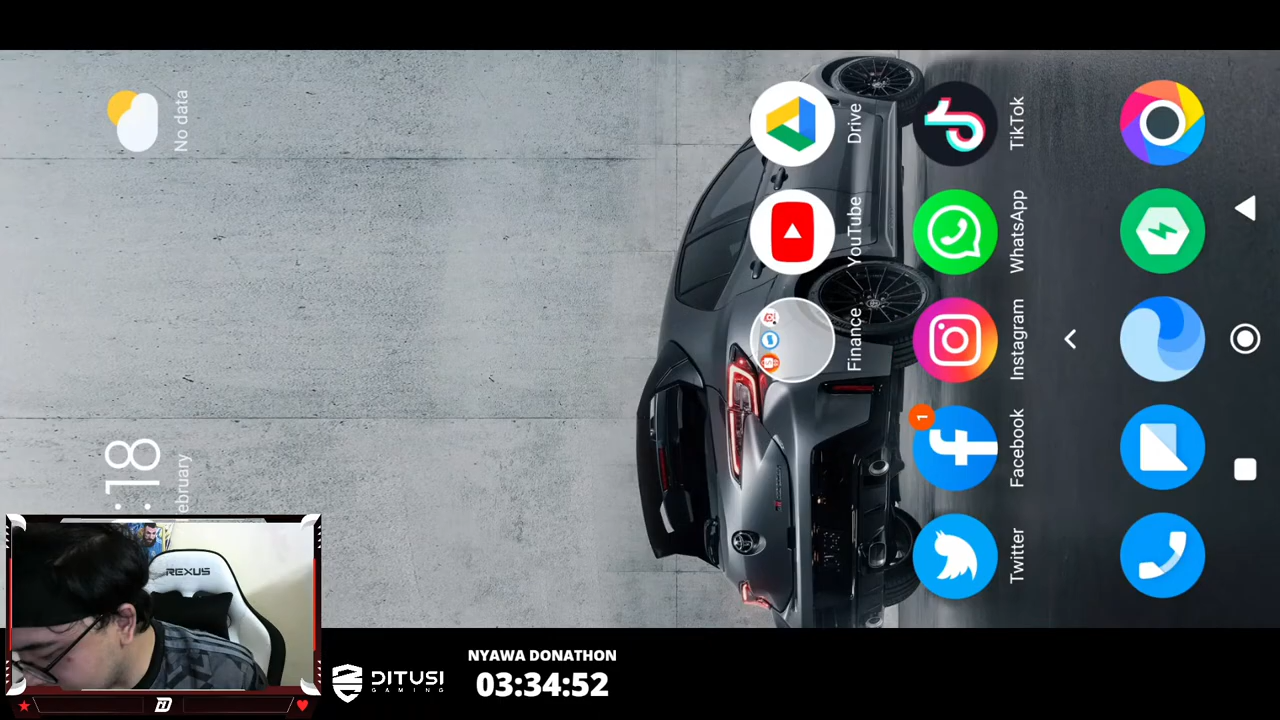 No data
:18
ebruary
Drive
YouTube
Finance
TikTok
WhatsApp
Instagram
Facebook
1
Twitter
REXUS
DITUSI
GAMING
NYAWA DONATHON
03:34:52